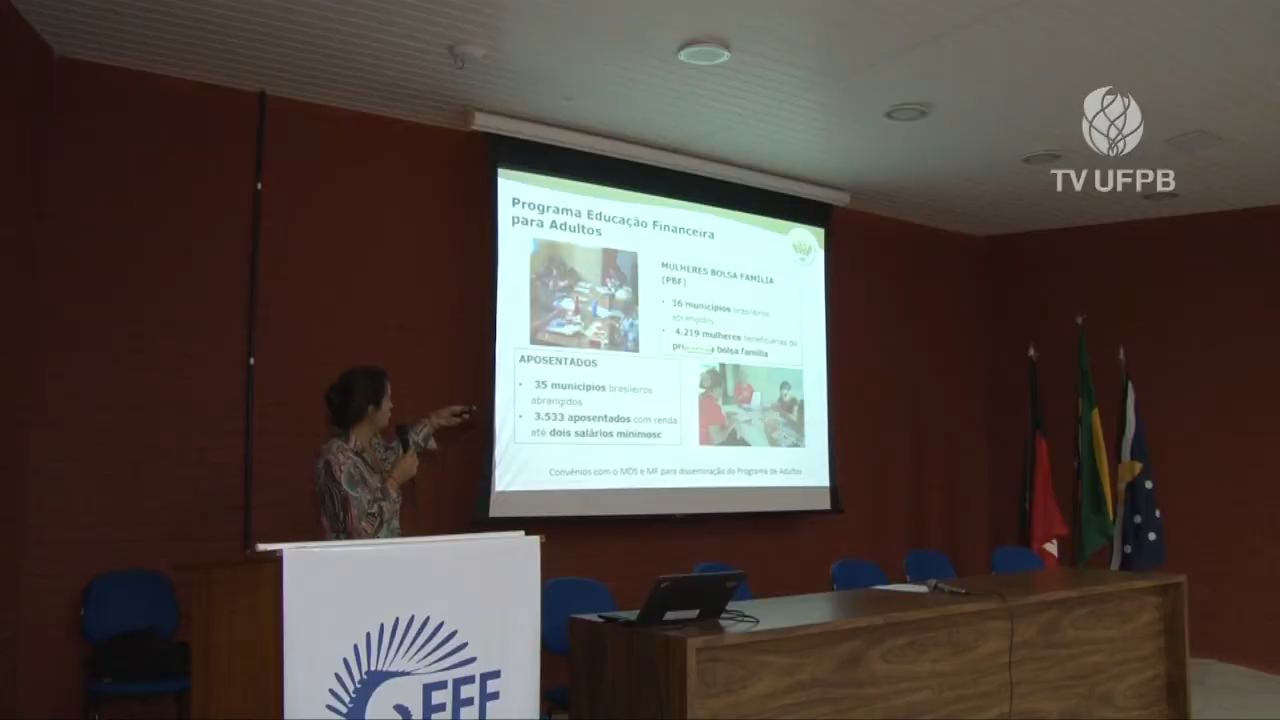 TV UFPB
Programa Educação Financeira
para Adultos
MULHERES BOLSA FAMÍLIA
(PBF)
• 36 municípios brasileiros
abrangidos
• 4.219 mulheres beneficiárias do
programa bolsa família
APOSENTADOS
• 35 municípios brasileiros
abrangidos
• 3.533 aposentados com renda
até dois salários mínimosc
Convênios com o MDS e MF para disseminação do Programa de Adultos